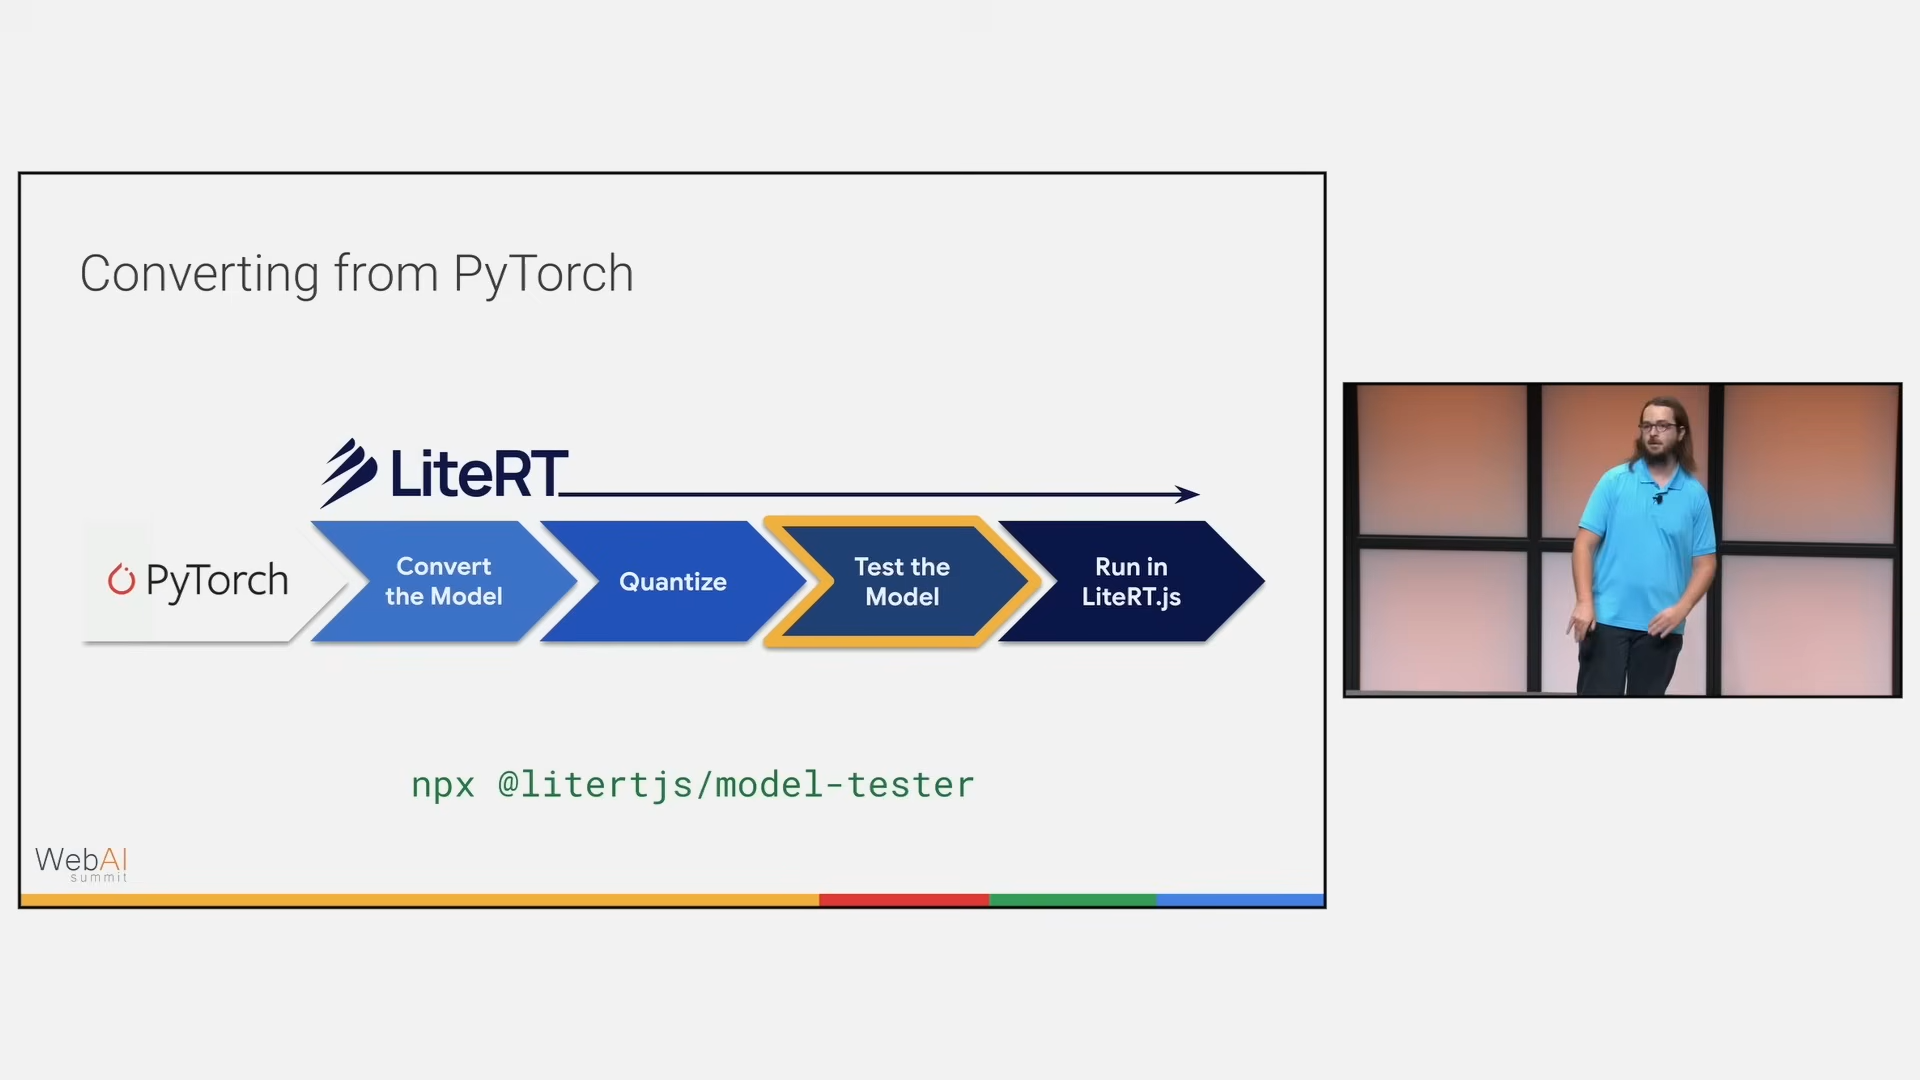 Converting from PyTorch
LiteRT
PyTorch
Convert
the Model
Quantize
Test the
Model
Run in
LiteRT.js
npx @litertjs/model-tester
WebAI
summit